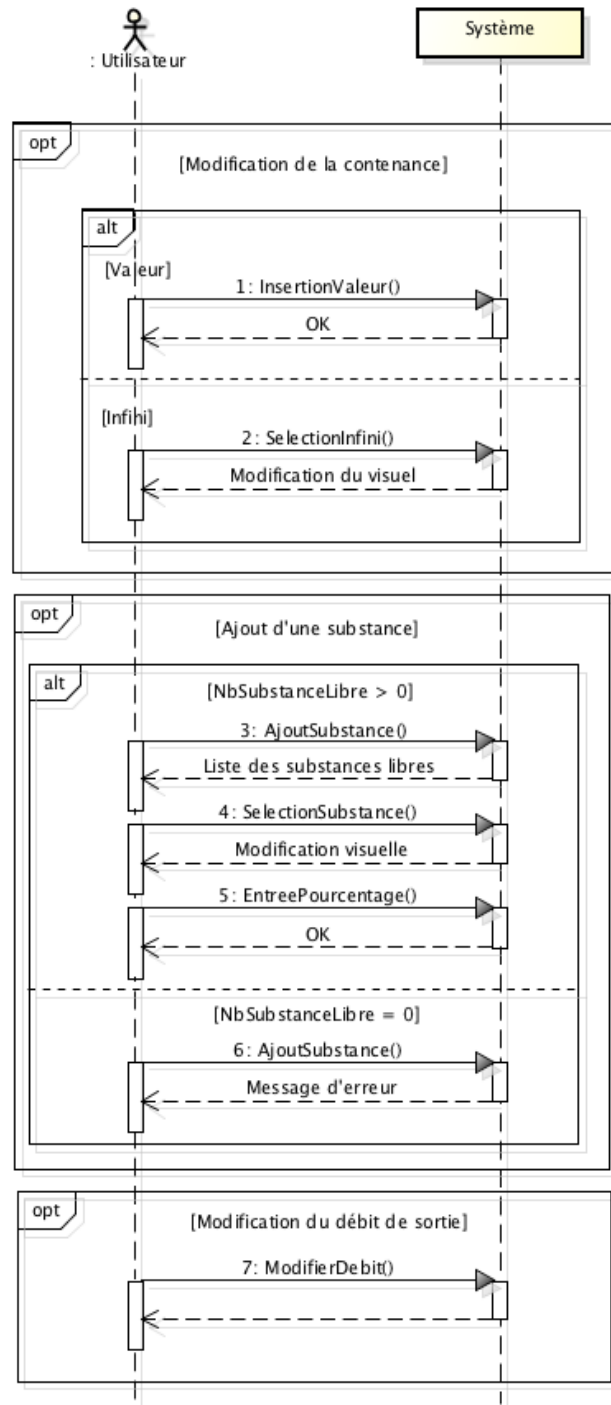 : Utilisateur
Système
opt
[Modification de la contenance]
alt
[Valeur]
1: InsertionValeur()
OK
[Infini]
2: SelectionInfini()
Modification du visuel
opt
[Ajout d'une substance]
alt
[NbSubstanceLibre > 0]
3: AjoutSubstance()
Liste des substances libres
4: SelectionSubstance()
Modification visuelle
5: EntreePourcentage()
OK
[NbSubstanceLibre = 0]
6: AjoutSubstance()
Message d'erreur
opt
[Modification du débit de sortie]
7: ModifierDebit()